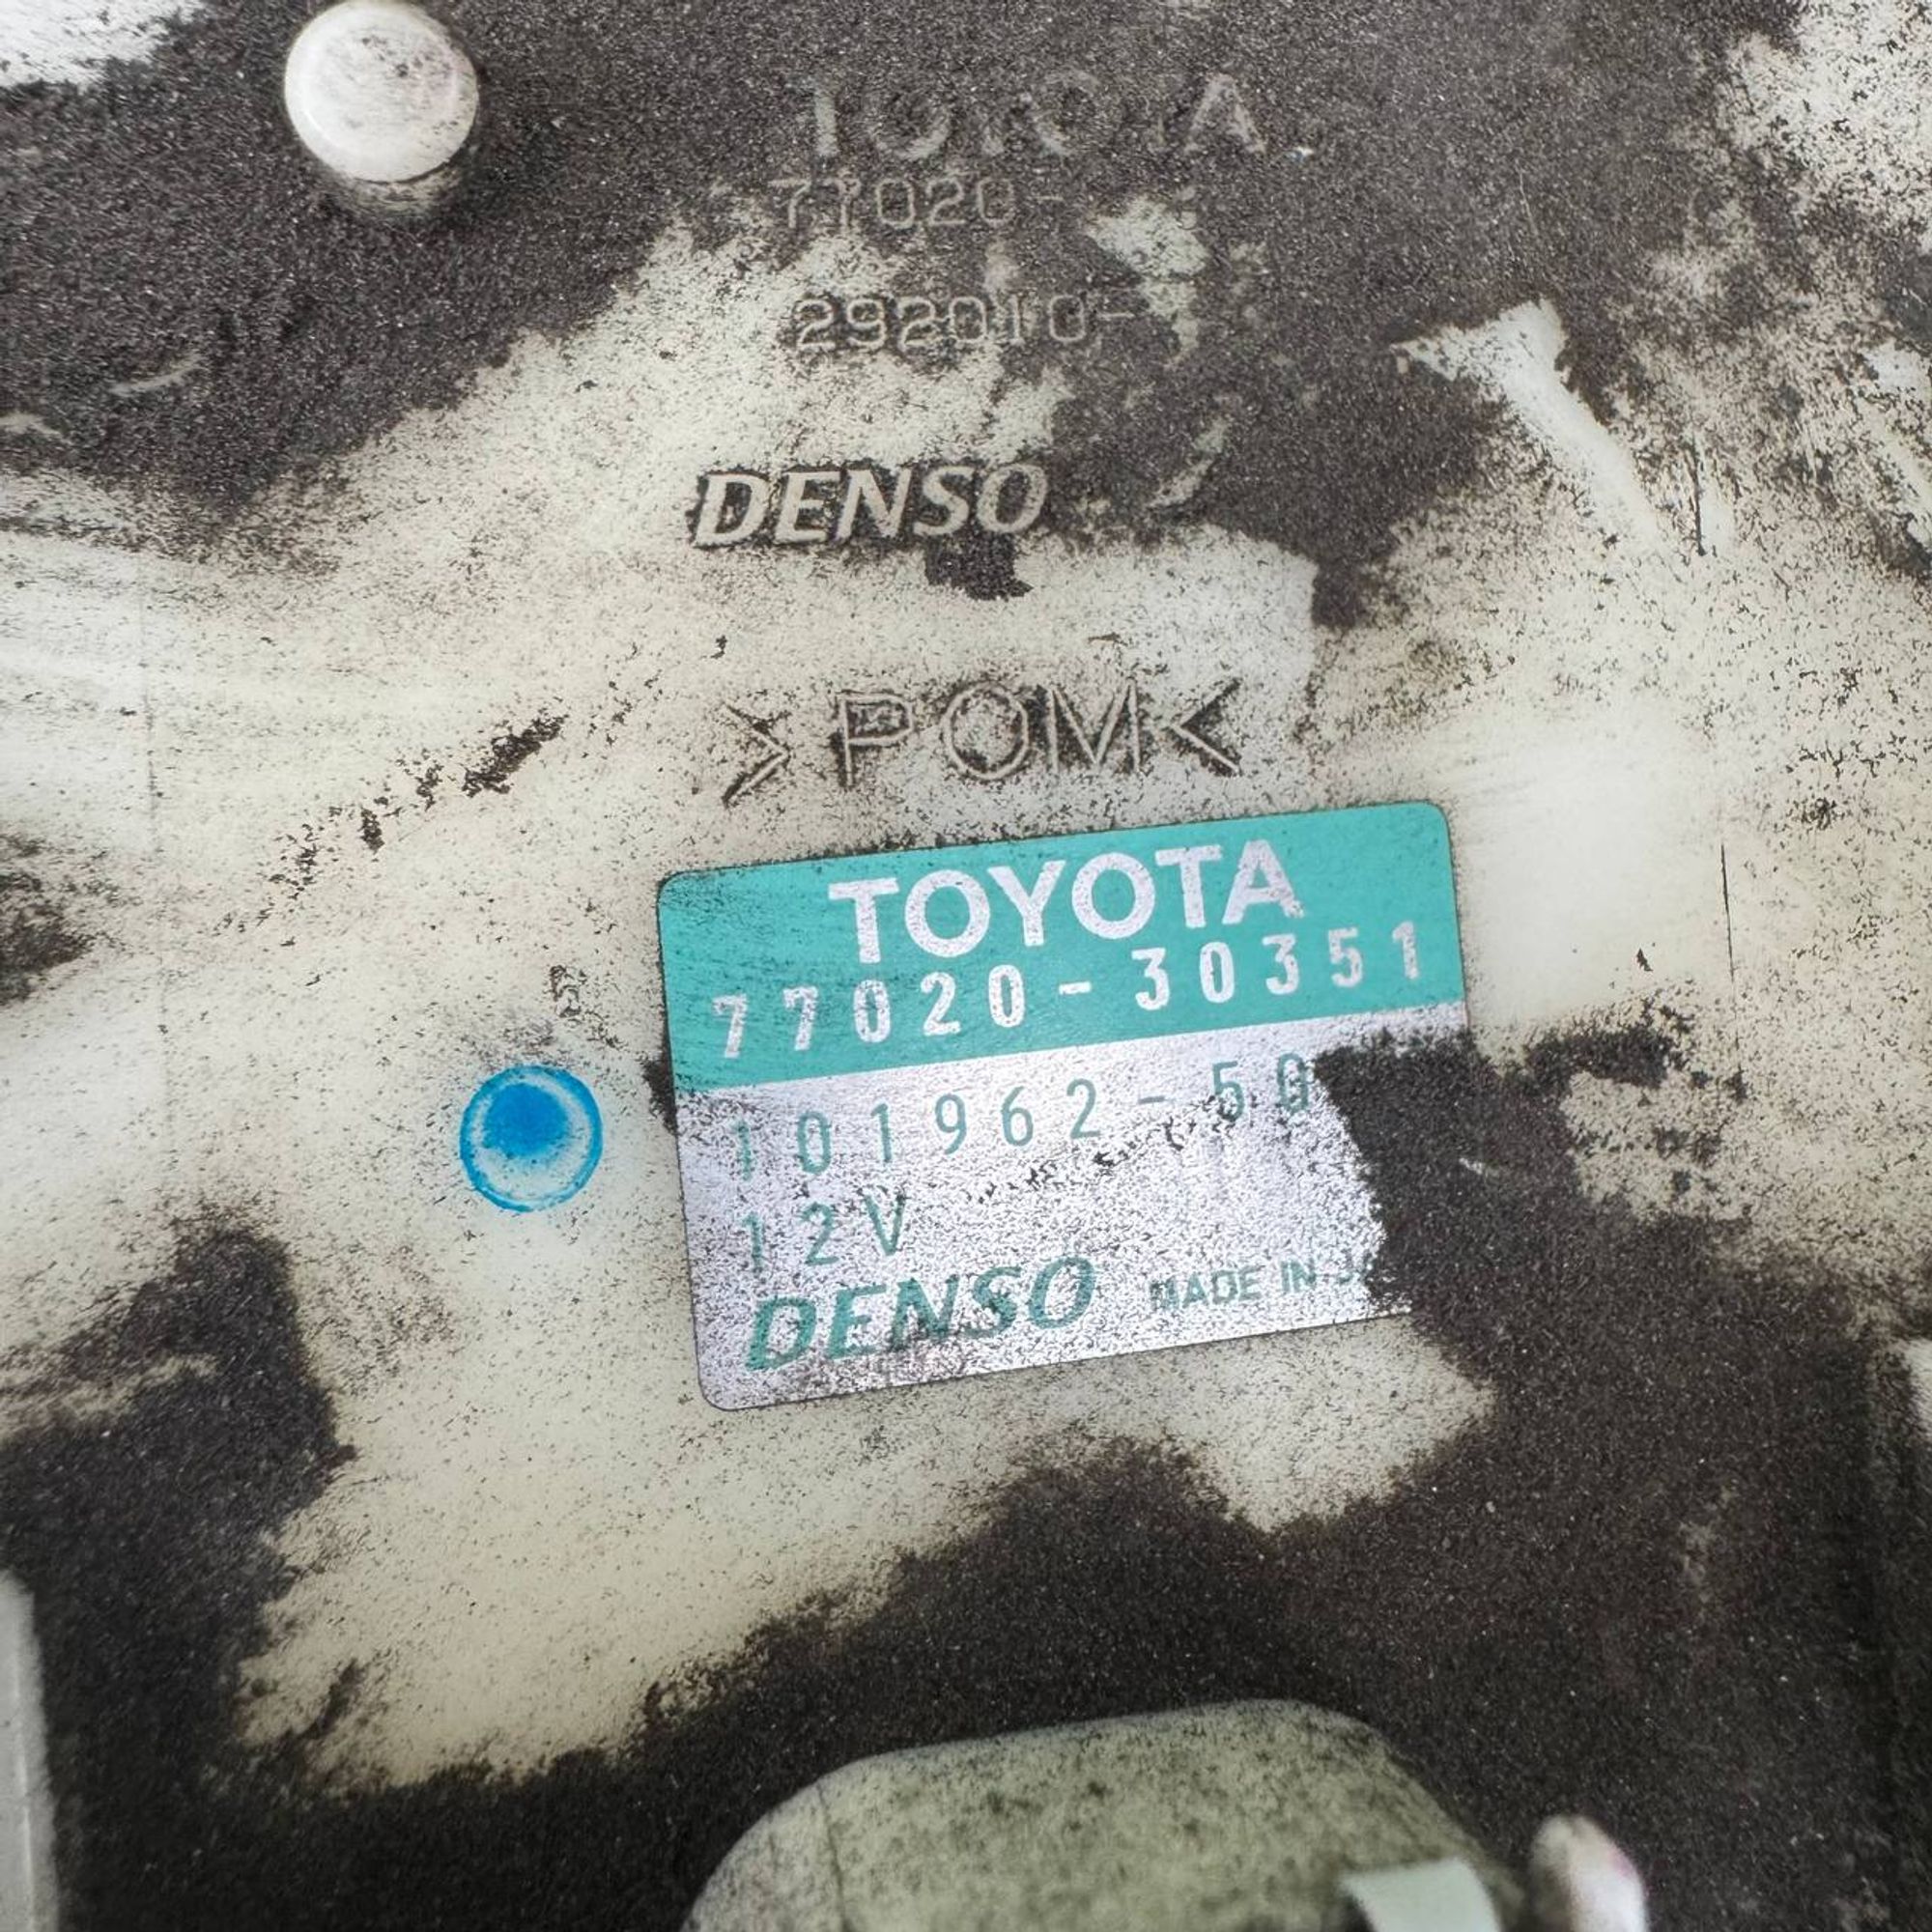 TOYOTA
77020-
292010-
DENSO
>POM<
TOYOTA
77020-30351
101962-50
12V
DENSO MADE IN